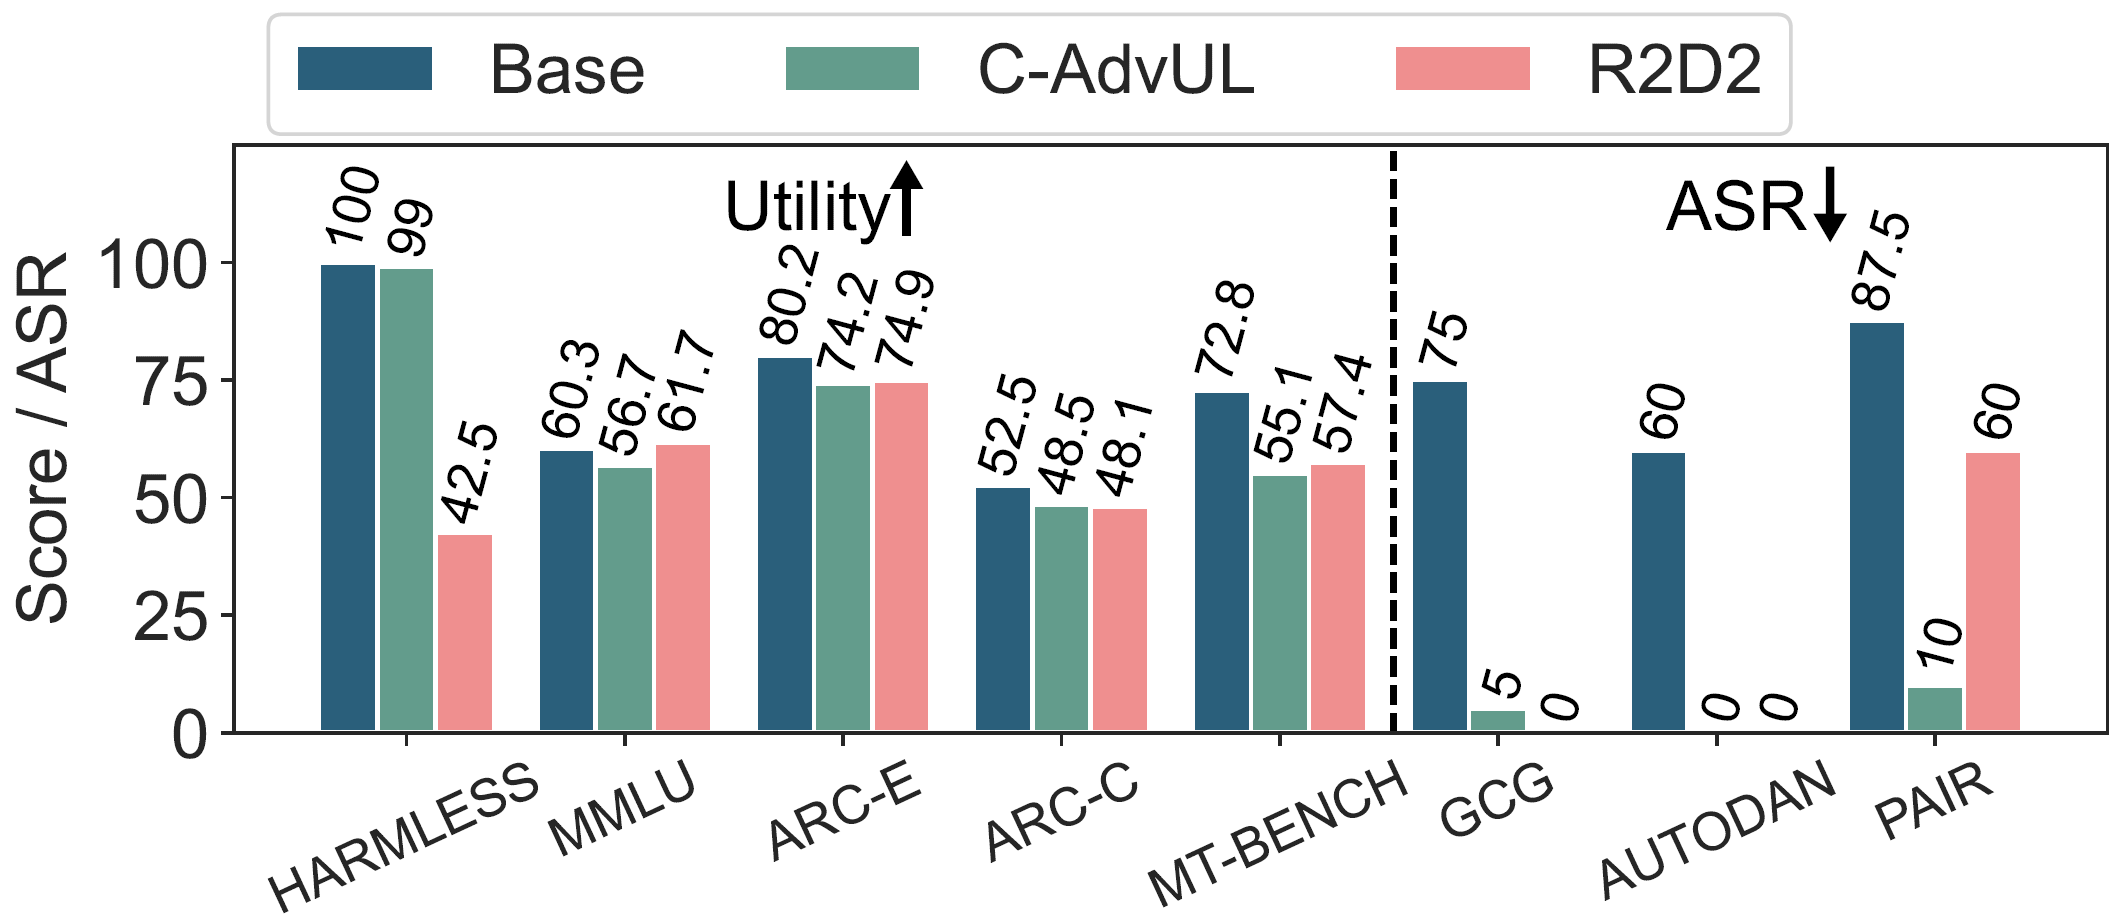 Base C-AdvUL R2D2
Utility ASR
Score / ASR
100
75
50
25
0
100 99 42.5
60.3 56.7 61.7
80.2 74.2 74.9
52.5 48.5 48.1
72.8 55.1 57.4
75 5 0
60 0 0
87.5 10 60
HARMLESS MMLU ARC-E ARC-C MT-BENCH GCG AUTODAN PAIR